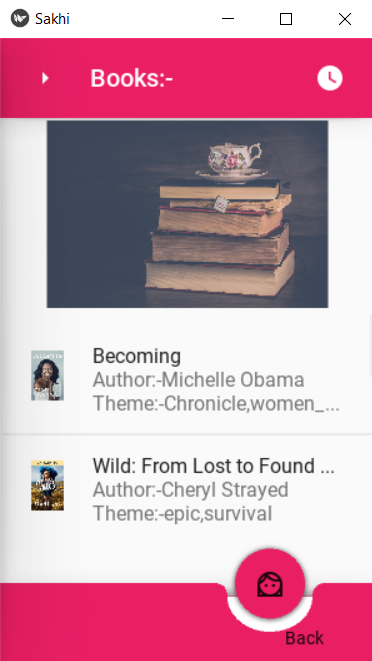 Sakhi
Books:-
Becoming
Author:-Michelle Obama
Theme:-Chronicle,women_...
Wild: From Lost to Found ...
Author:-Cheryl Strayed
Theme:-epic,survival
Back